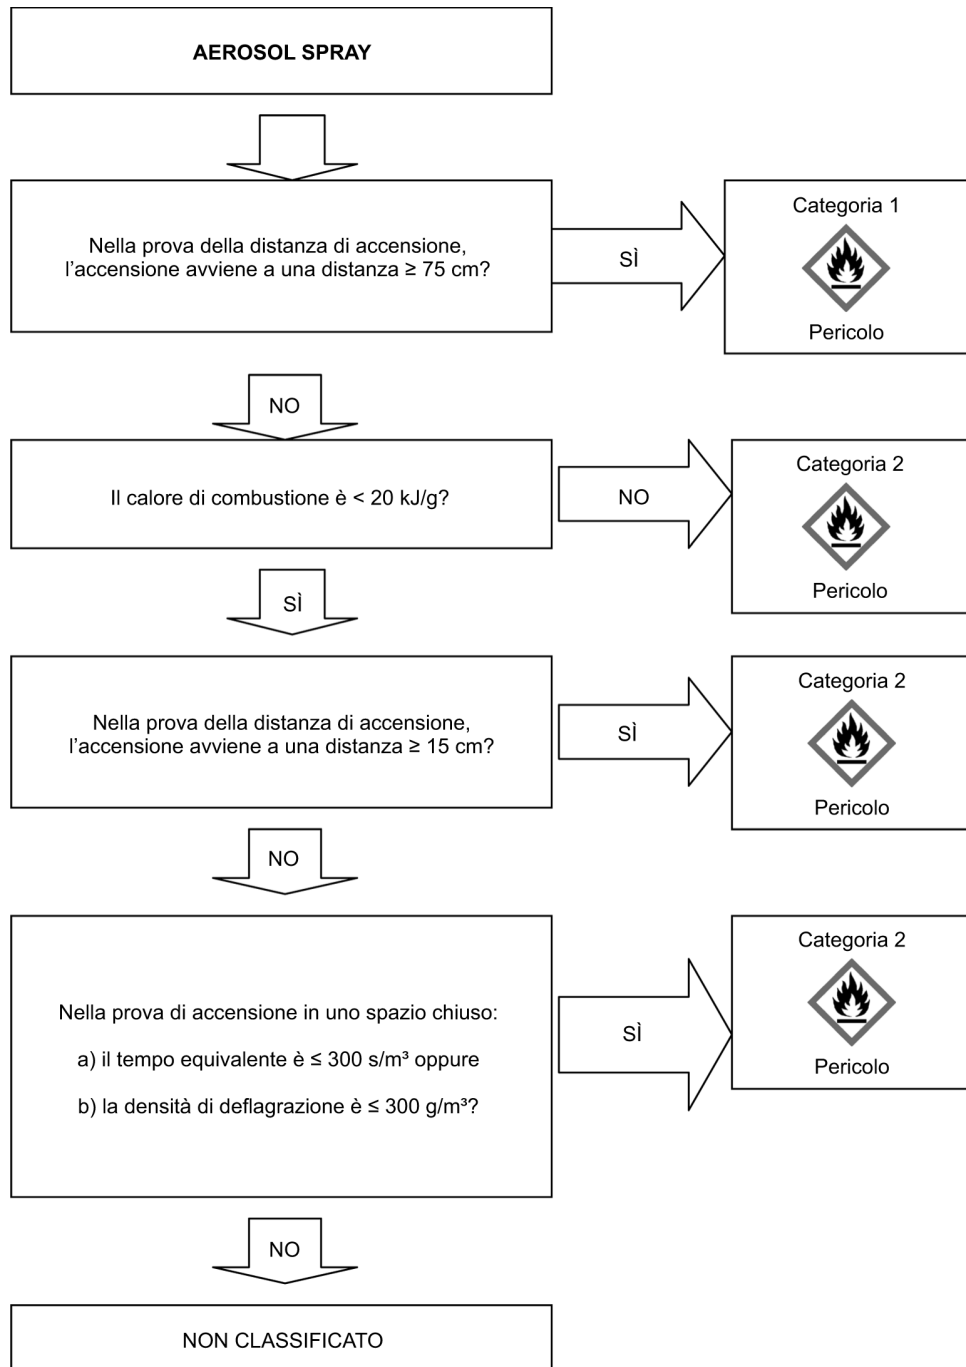 AEROSOL SPRAY
Nella prova della distanza di accensione,
l’accensione avviene a una distanza ≥ 75 cm?
SÌ
Categoria 1
Pericolo
NO
Il calore di combustione è < 20 kJ/g?
NO
Categoria 2
Pericolo
SÌ
Nella prova della distanza di accensione,
l’accensione avviene a una distanza ≥ 15 cm?
SÌ
Categoria 2
Pericolo
NO
Nella prova di accensione in uno spazio chiuso:
a) il tempo equivalente è ≤ 300 s/m³ oppure
b) la densità di deflagrazione è ≤ 300 g/m³?
SÌ
Categoria 2
Pericolo
NO
NON CLASSIFICATO